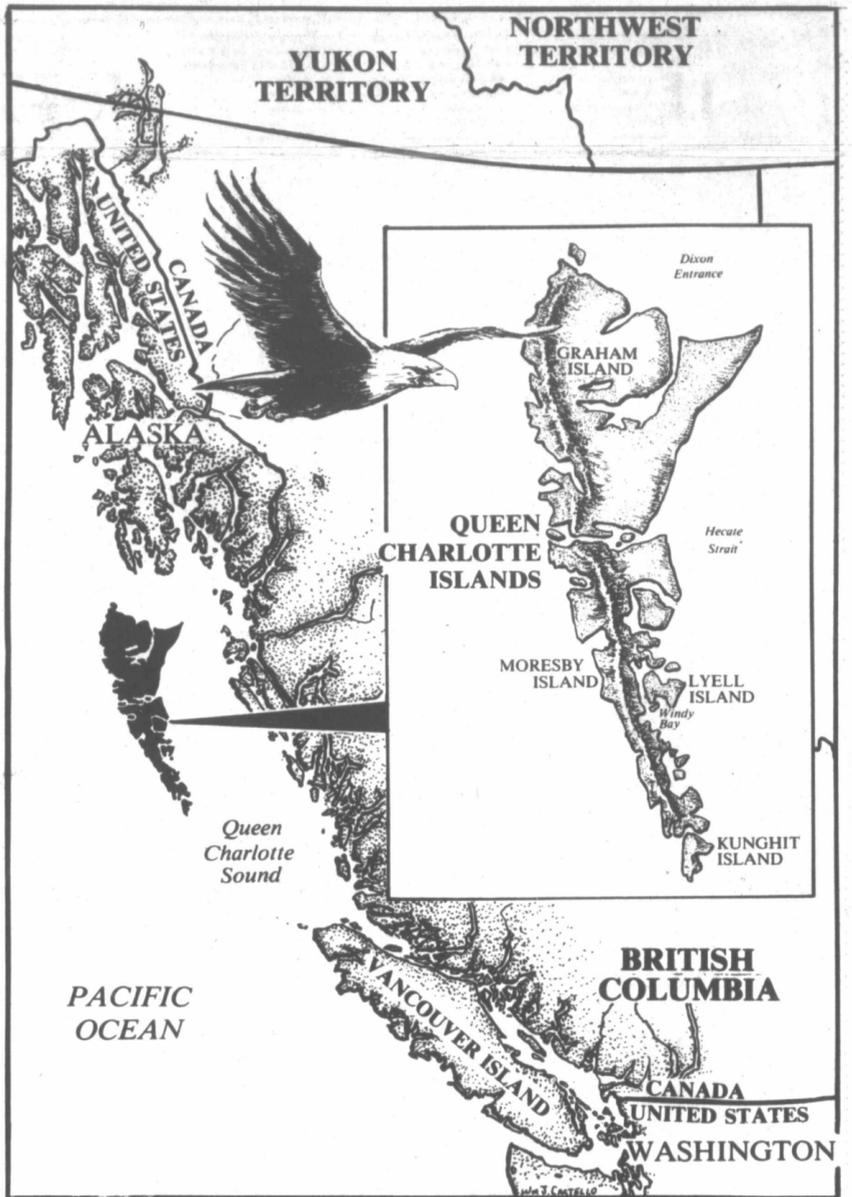 NORTHWEST
TERRITORY
YUKON
TERRITORY
UNITED STATES
CANADA
Dixon
Entrance
GRAHAM
ISLAND
ALASKA
QUEEN
CHARLOTTE
ISLANDS
Hecate
Strait
MORESBY
ISLAND
LYELL
ISLAND
Windy
Bay
Queen
Charlotte
Sound
KUNGHIT
ISLAND
BRITISH
COLUMBIA
PACIFIC
OCEAN
VANCOUVER ISLAND
CANADA
UNITED STATES
WASHINGTON
WM J. CASTELLO